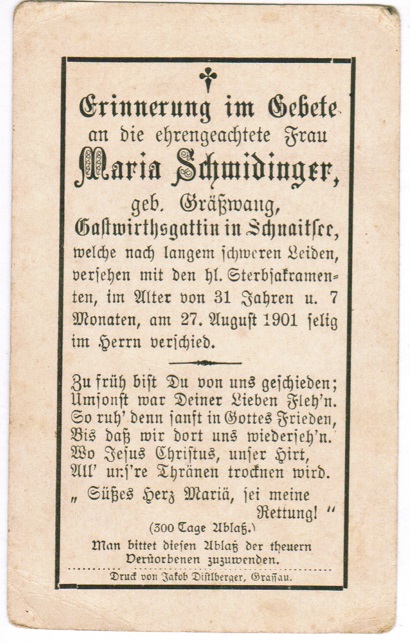 Erinnerung im Gebete
an die ehrengeachtete Frau
Maria Schmidinger,
geb. Gräßwang,
Gastwirthsgattin in Schnaitsee,
welche nach langem schweren Leiden,
versehen mit den hl. Sterbsakramen-
ten, im Alter von 31 Jahren u. 7
Monaten, am 27. August 1901 selig
im Herrn verschied.
Zu früh bist Du von uns geschieden;
Umsonst war Deiner Lieben Fleh'n.
So ruh' denn sanft in Gottes Frieden,
Bis daß wir dort uns wiederseh'n.
Wo Jesus Christus, unser Hirt,
All' uns're Thränen trocknen wird.
„ Süßes Herz Mariä, sei meine
Rettung! “
(300 Tage Ablaß.)
Man bittet diesen Ablaß der theuern
Verstorbenen zuzuwenden.
Druck von Jakob Distlberger, Grassau.